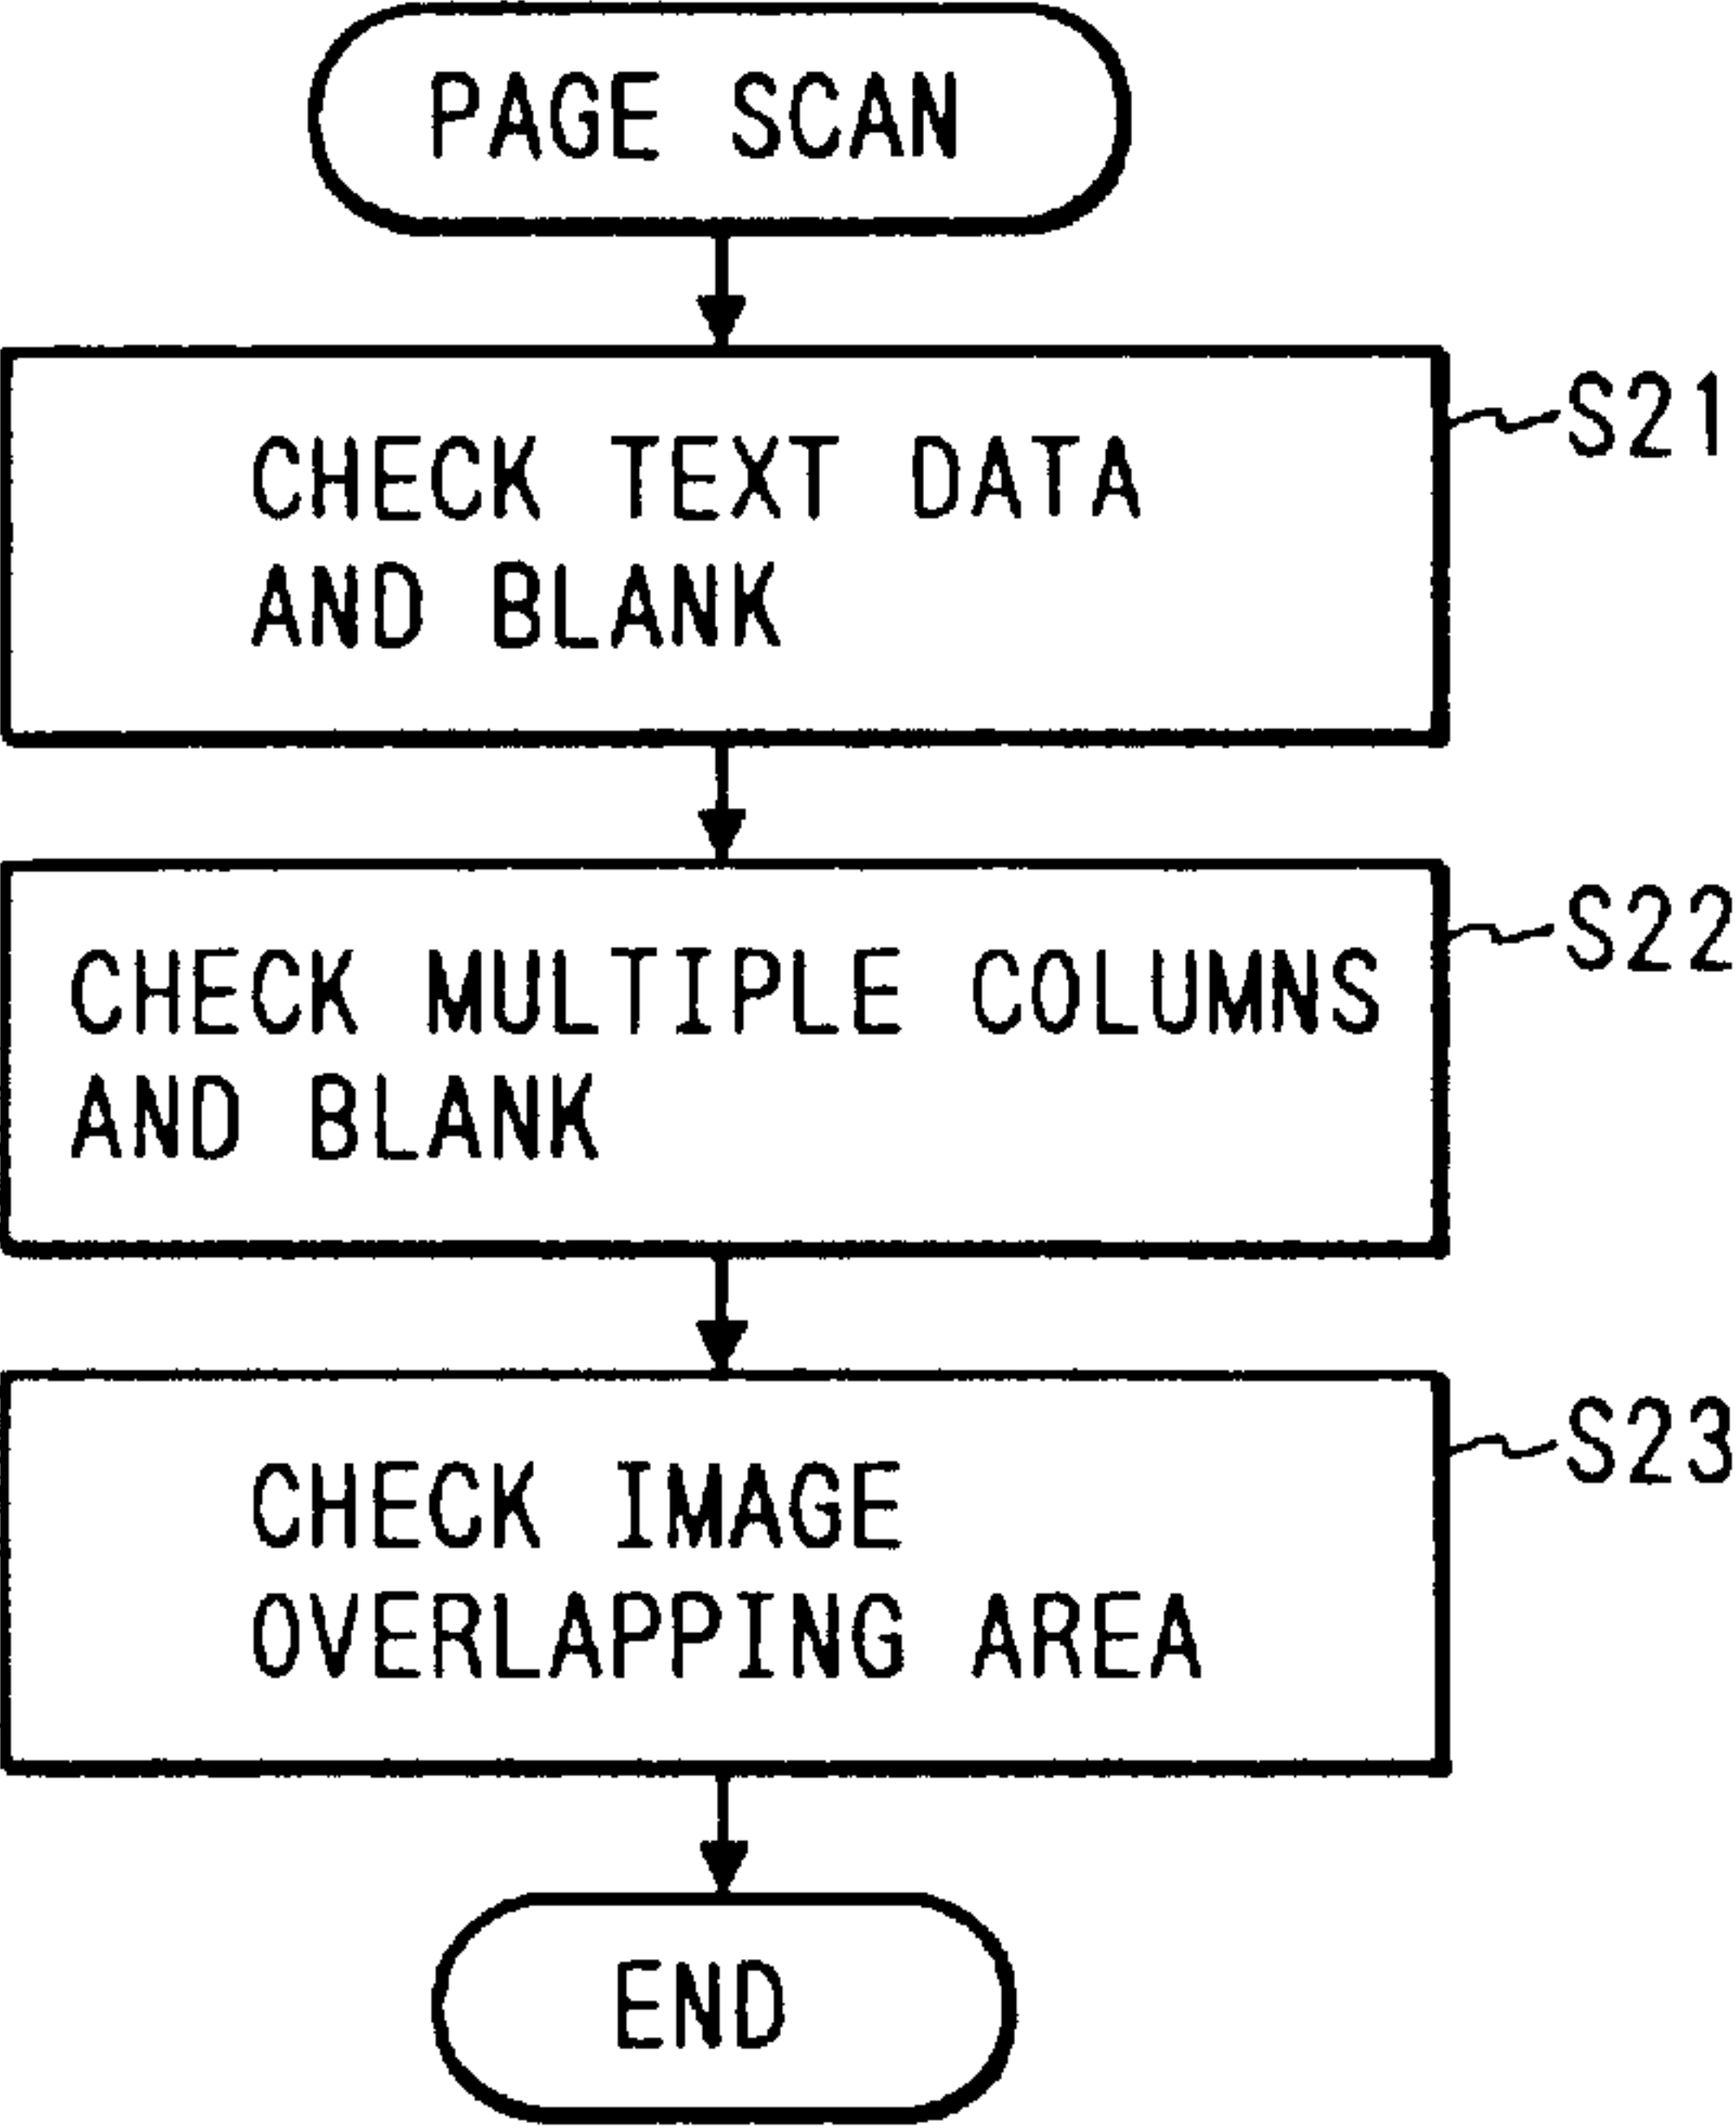 PAGE SCAN
CHECK TEXT DATA
AND BLANK
S21
CHECK MULTIPLE COLUMNS
AND BLANK
S22
CHECK IMAGE
OVERLAPPING AREA
S23
END